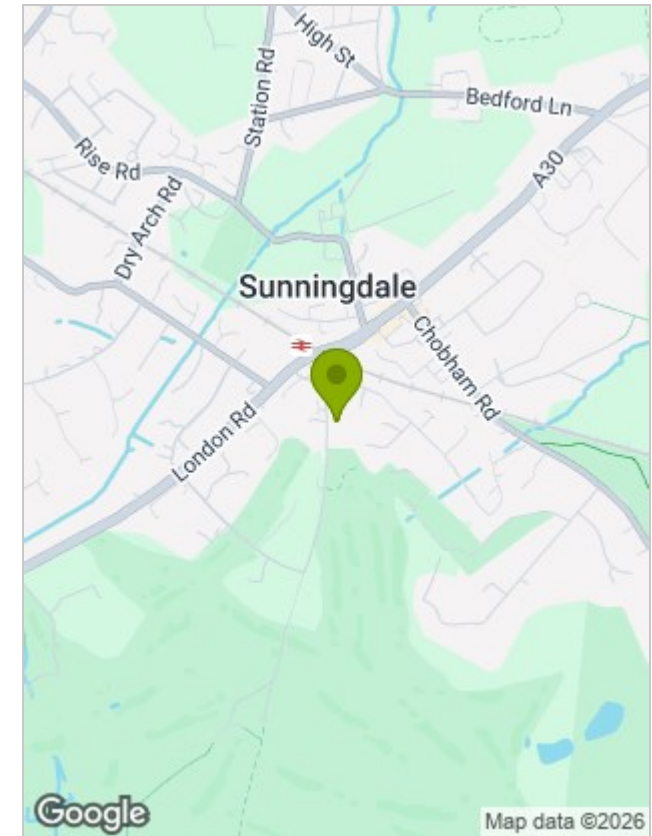 High St
Station Rd
Bedford Ln
Rise Rd
A30
Dry Arch Rd
Sunningdale
Chobham Rd
London Rd
Google
Map data ©2026